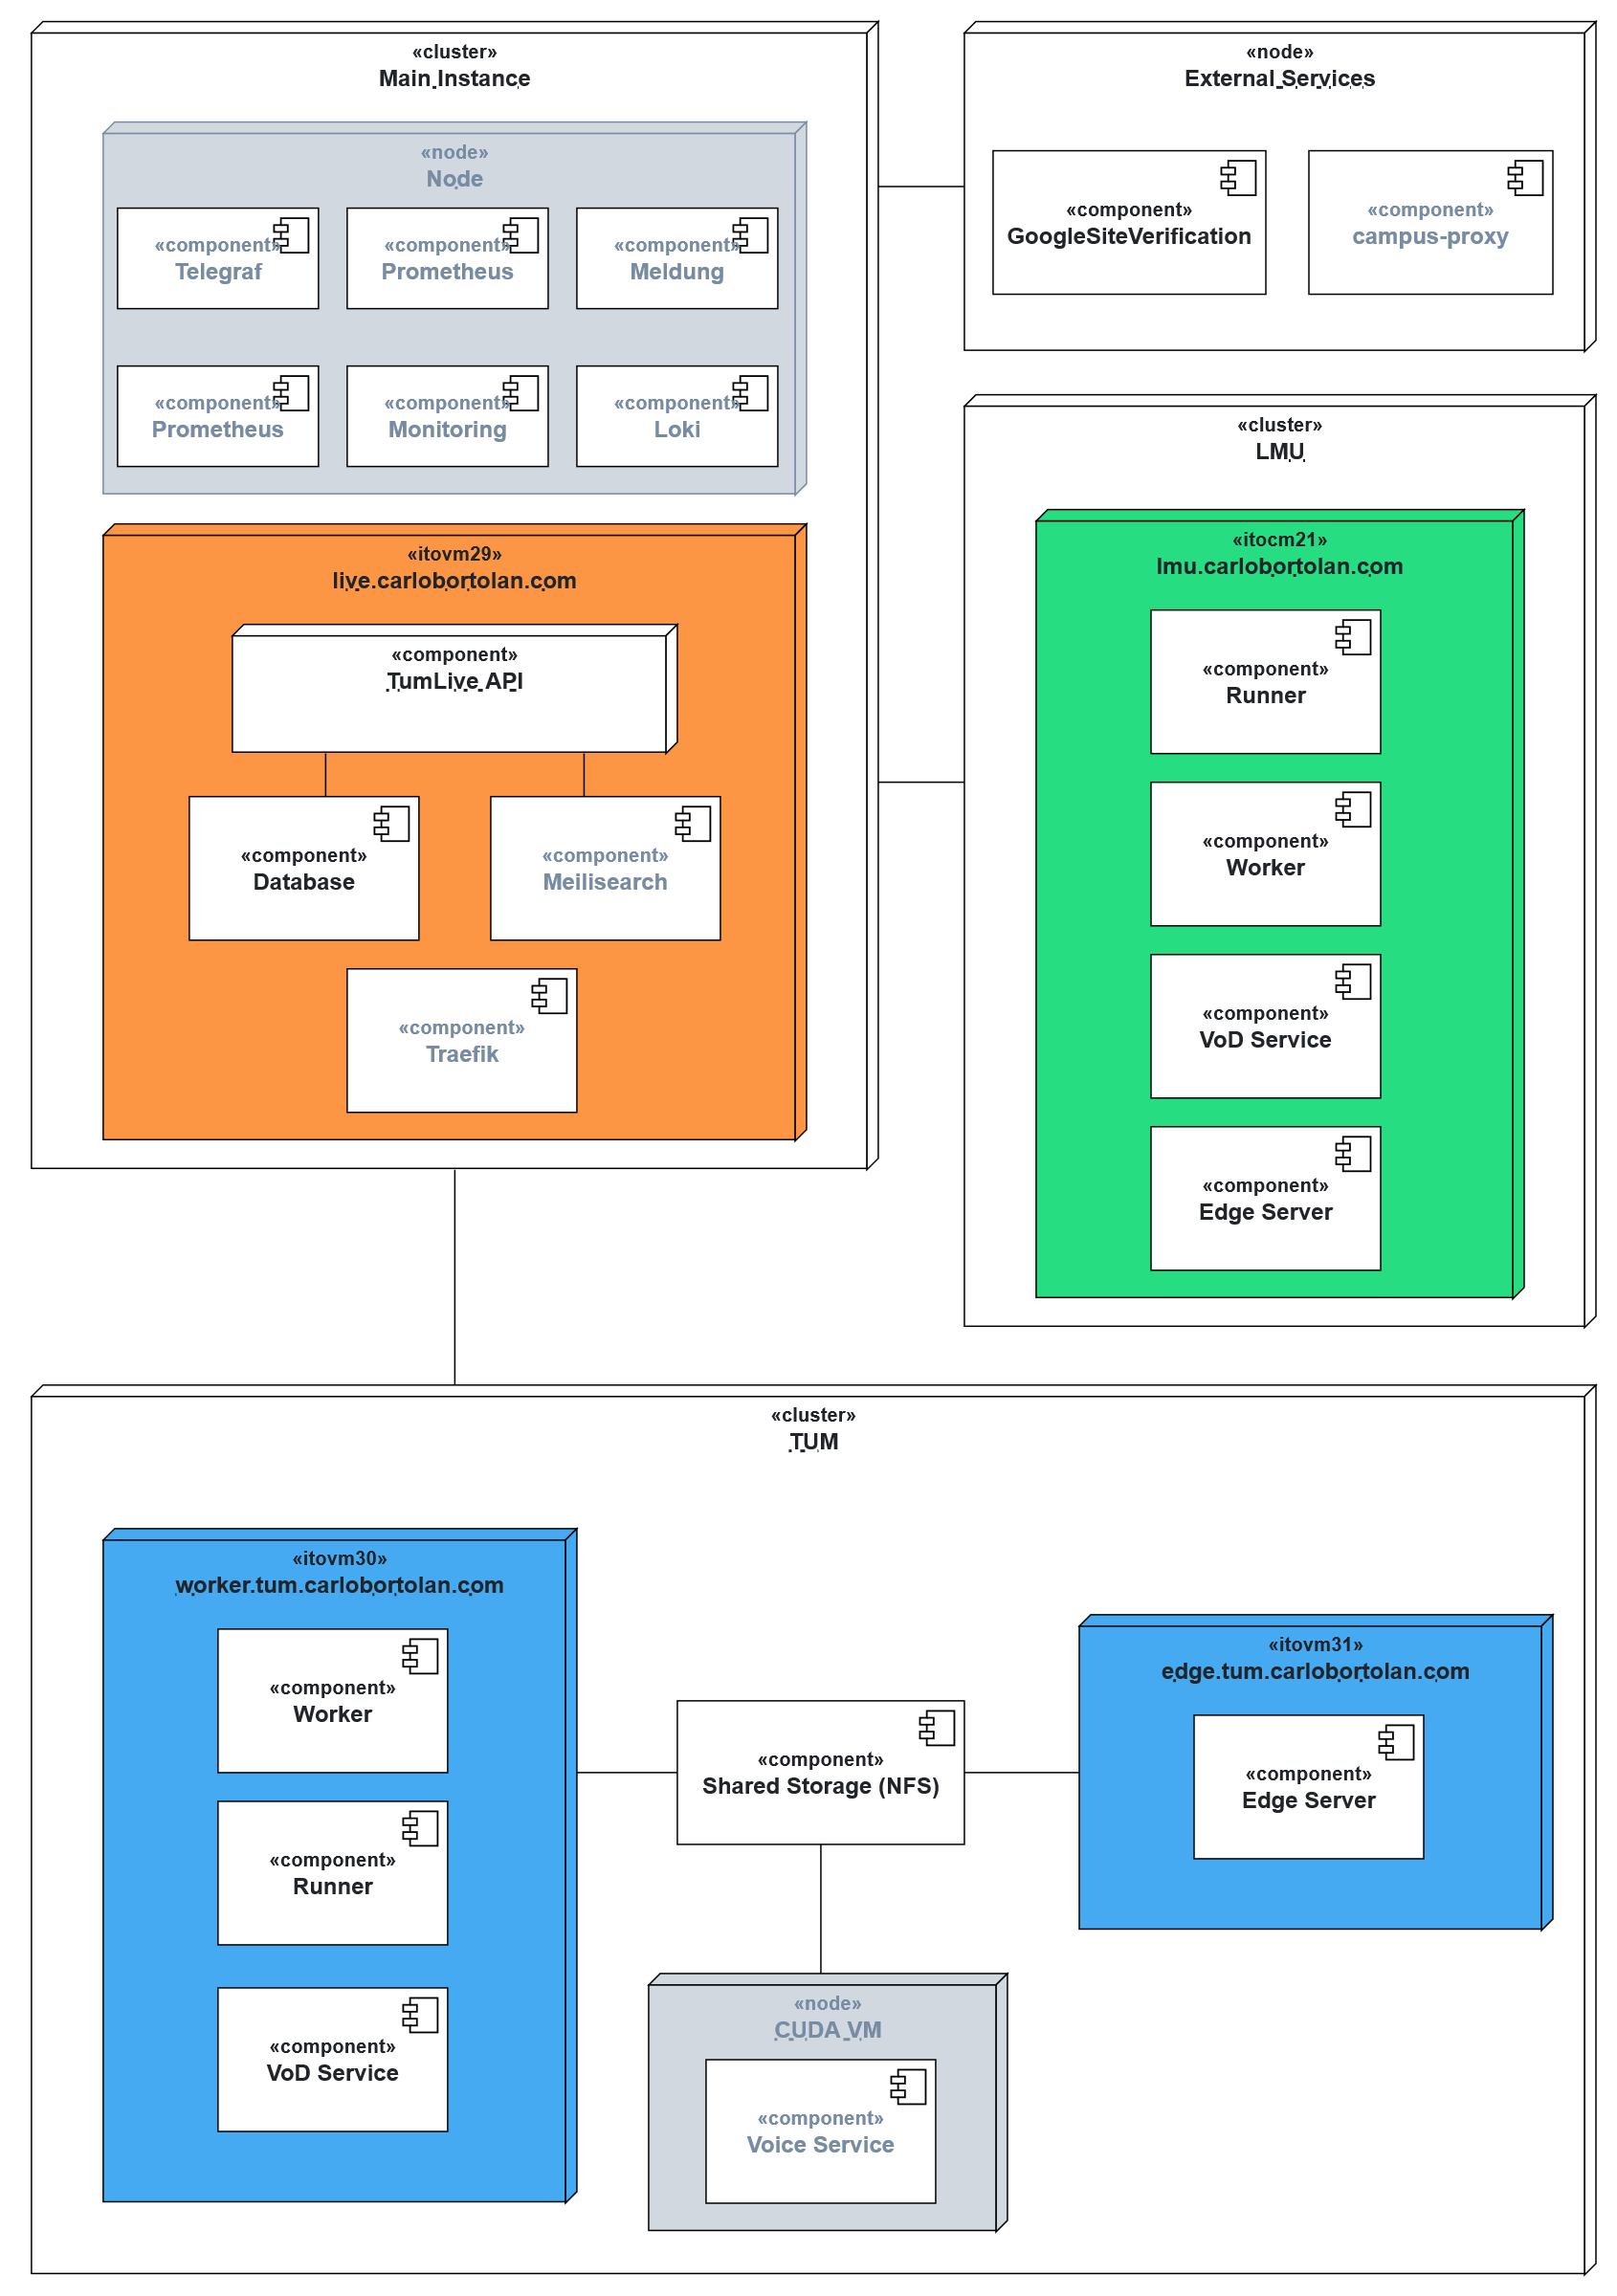 «cluster»
Main Instance
«node»
Node
«component»
Telegraf
«component»
Prometheus
«component»
Meldung
«component»
Prometheus
«component»
Monitoring
«component»
Loki
«itovm29»
live.carlobortolan.com
«component»
TumLive API
«component»
Database
«component»
Meilisearch
«component»
Traefik
«node»
External Services
«component»
GoogleSiteVerification
«component»
campus-proxy
«cluster»
LMU
«itocm21»
lmu.carlobortolan.com
«component»
Runner
«component»
Worker
«component»
VoD Service
«component»
Edge Server
«cluster»
TUM
«itovm30»
worker.tum.carlobortolan.com
«component»
Worker
«component»
Runner
«component»
VoD Service
«component»
Shared Storage (NFS)
«itovm31»
edge.tum.carlobortolan.com
«component»
Edge Server
«node»
CUDA VM
«component»
Voice Service